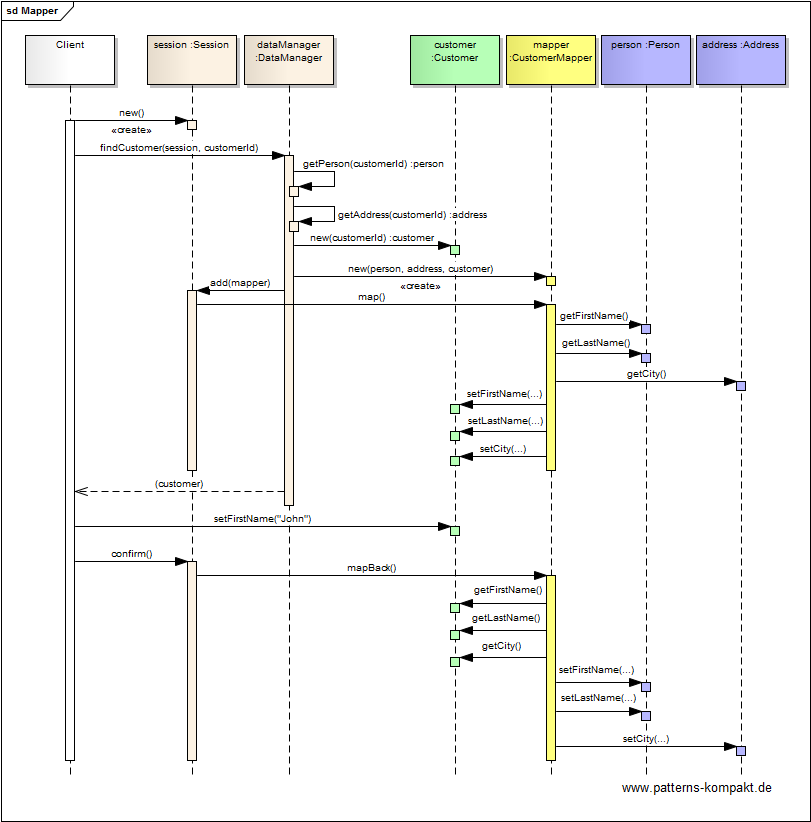 sd Mapper
Client
session :Session
dataManager
:DataManager
customer
:Customer
mapper
:CustomerMapper
person :Person
address :Address
new()
«create»
findCustomer(session, customerId)
getPerson(customerId) :person
getAddress(customerId) :address
new(customerId) :customer
new(person, address, customer)
«create»
add(mapper)
map()
getFirstName()
getLastName()
getCity()
setFirstName(...)
setLastName(...)
setCity(...)
(customer)
setFirstName("John")
confirm()
mapBack()
getFirstName()
getLastName()
getCity()
setFirstName(...)
setLastName(...)
setCity(...)
www.patterns-kompakt.de